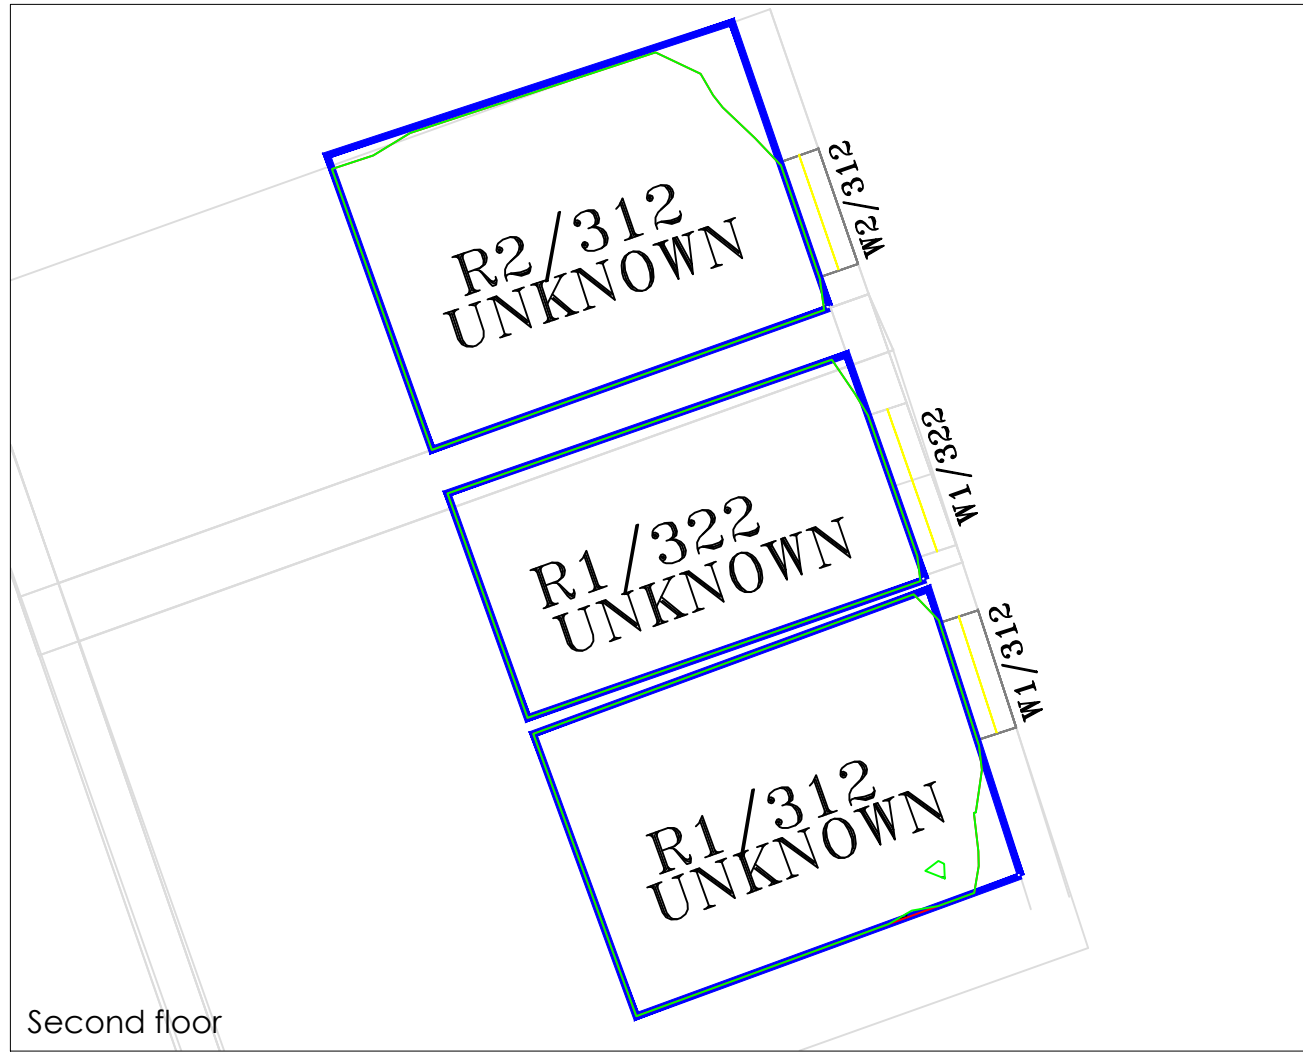 R2/312
UNKNOWN
W2/312
R1/322
UNKNOWN
W1/322
R1/312
UNKNOWN
W1/312
Second floor